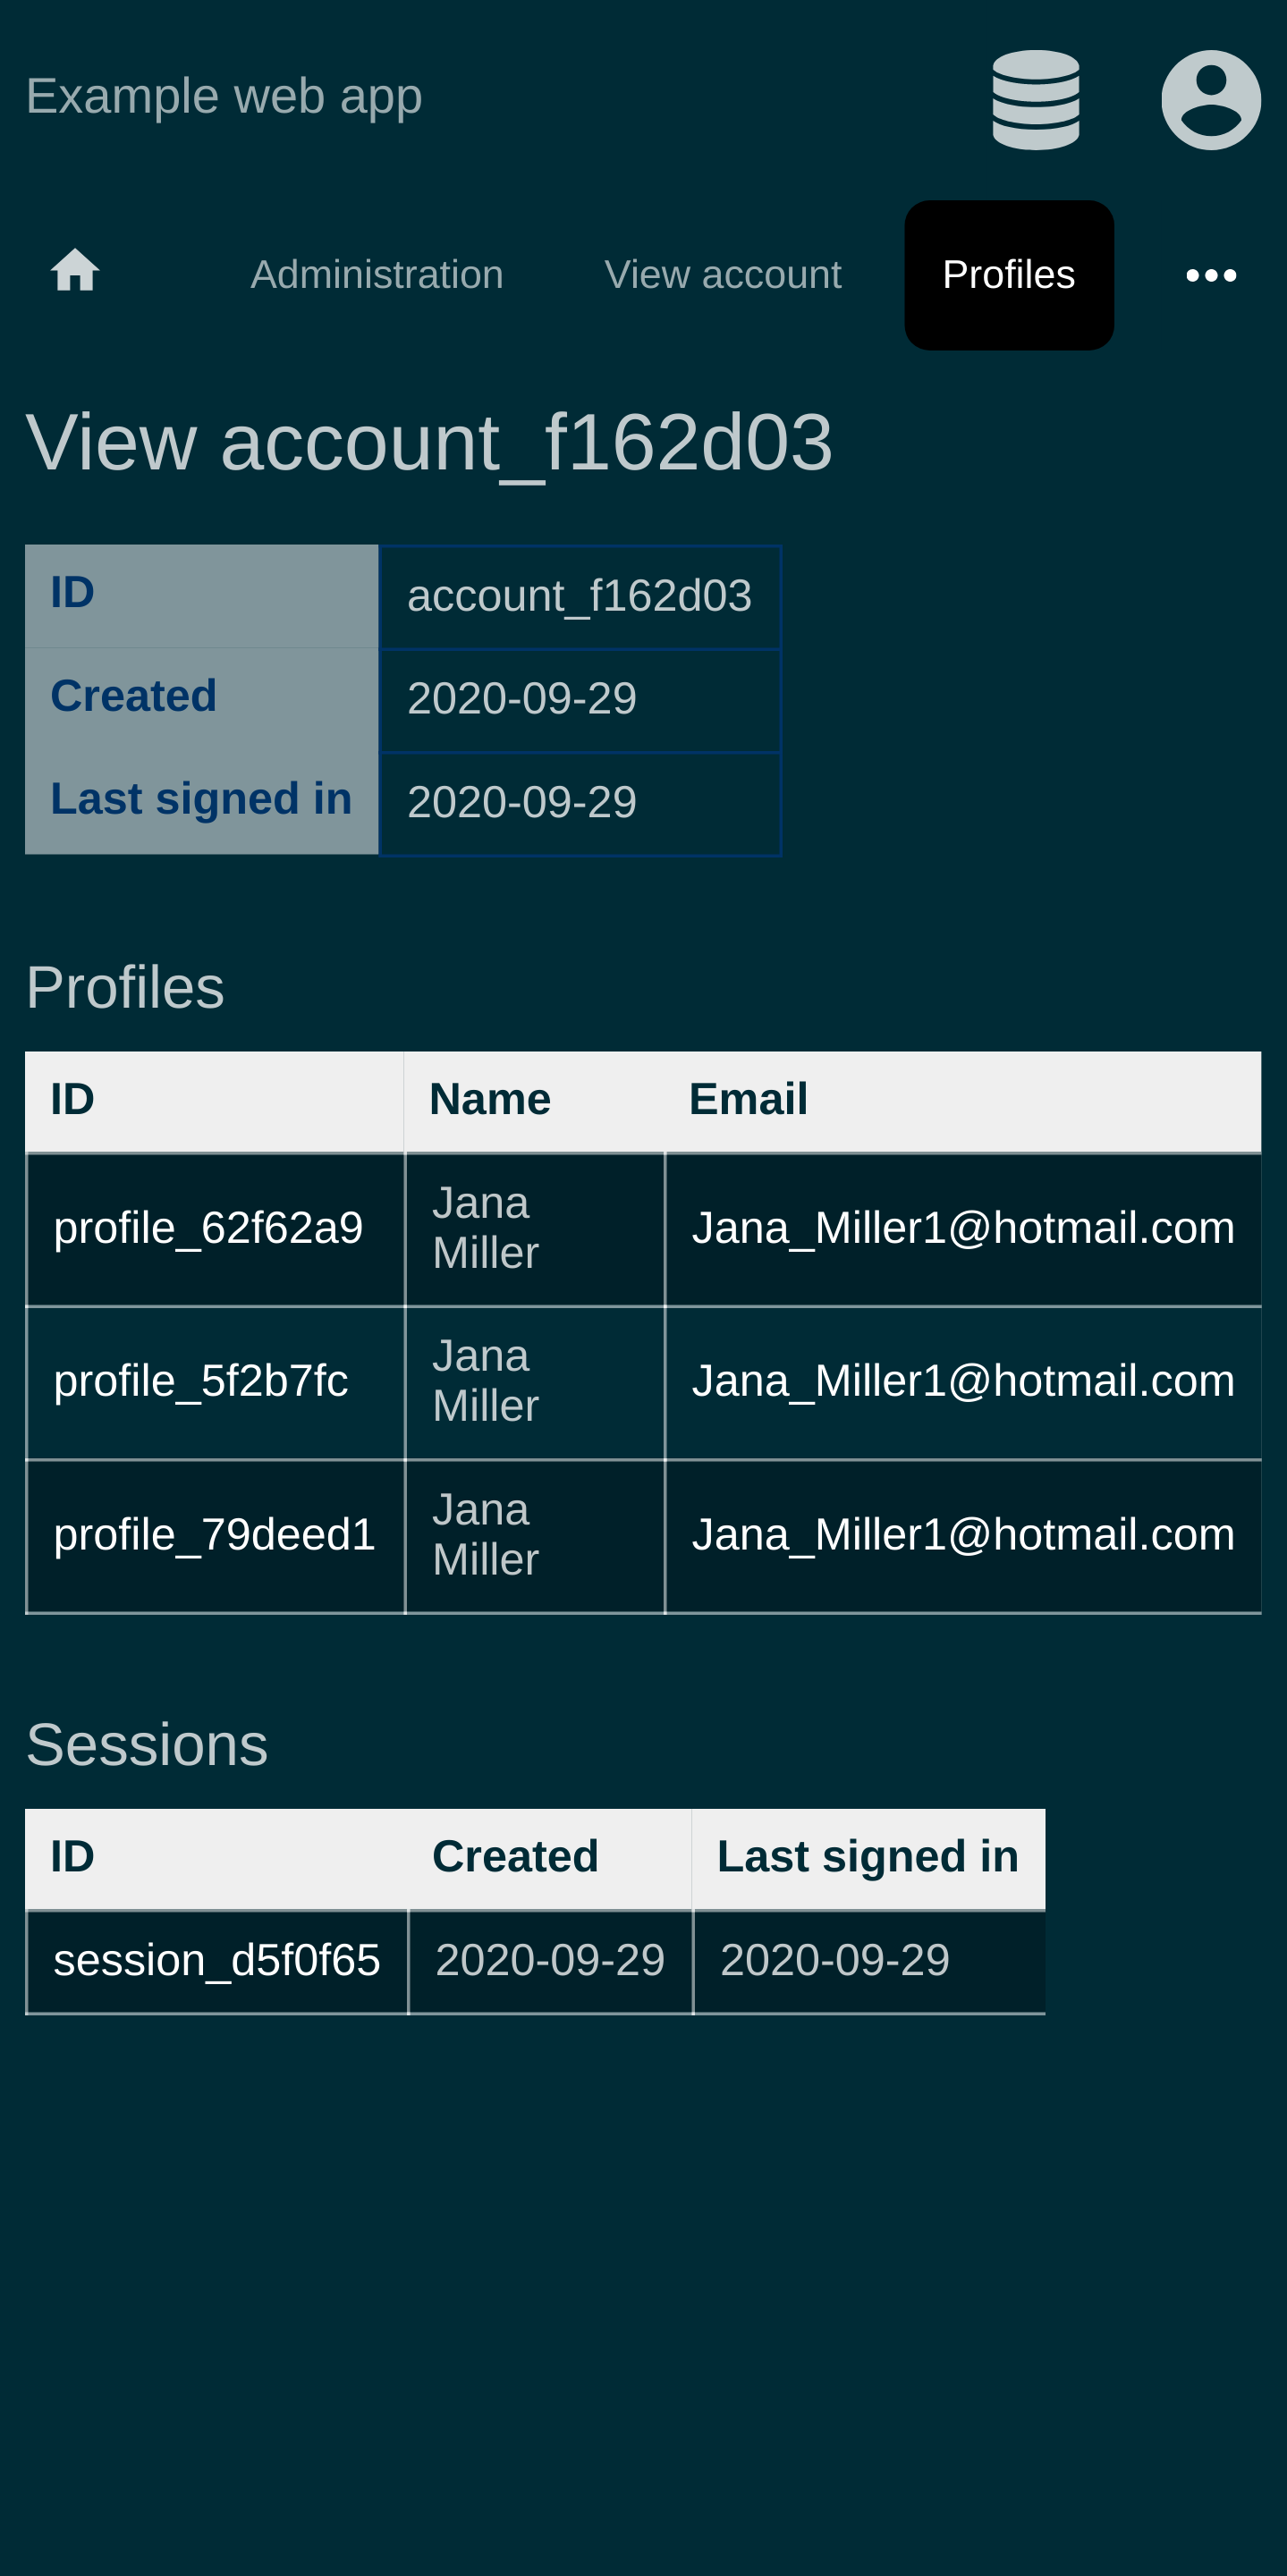 Example web app
Administration View account Profiles
View account_f162d03
ID account_f162d03
Created 2020-09-29
Last signed in 2020-09-29
Profiles
ID Name Email
profile_62f62a9 Jana Miller Jana_Miller1@hotmail.com
profile_5f2b7fc Jana Miller Jana_Miller1@hotmail.com
profile_79deed1 Jana Miller Jana_Miller1@hotmail.com
Sessions
ID Created Last signed in
session_d5f0f65 2020-09-29 2020-09-29